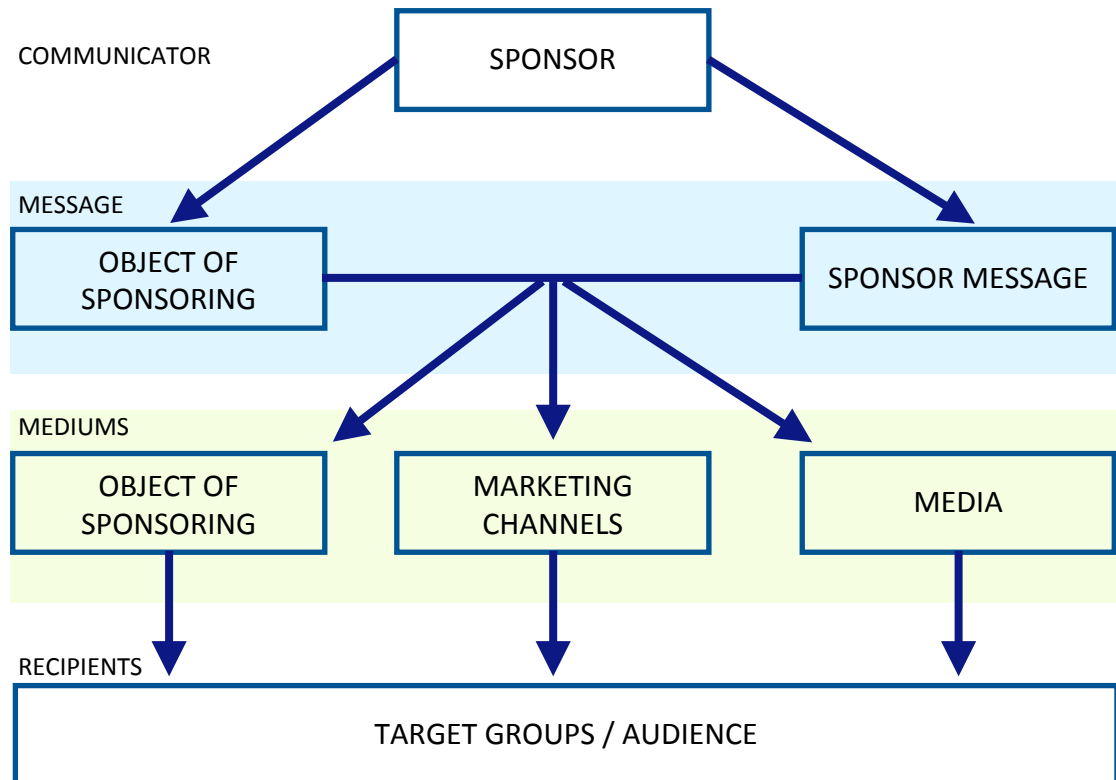 COMMUNICATOR
SPONSOR
MESSAGE
OBJECT OF
SPONSORING
SPONSOR MESSAGE
MEDIUMS
OBJECT OF
SPONSORING
MARKETING
CHANNELS
MEDIA
RECIPIENTS
TARGET GROUPS / AUDIENCE